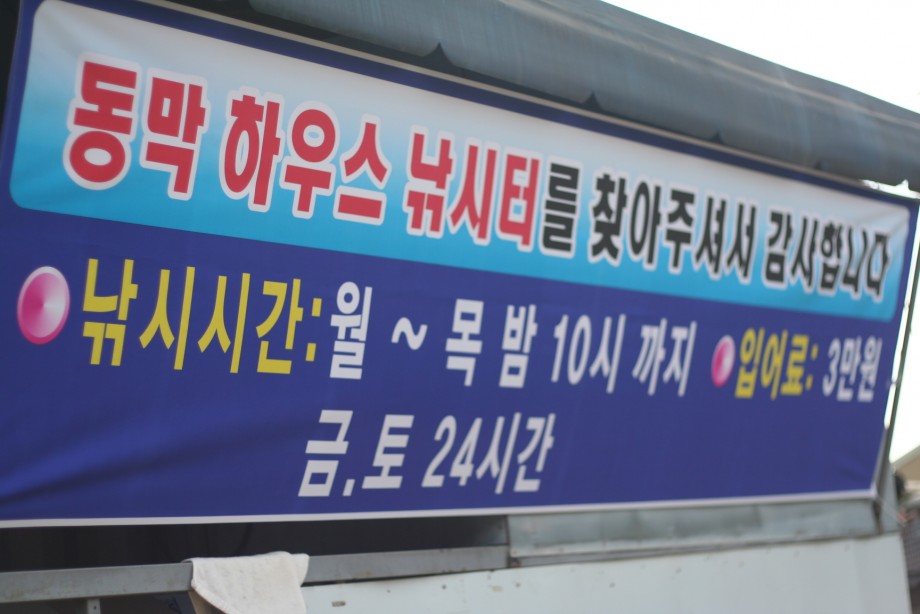 동막 하우스 낚시터를 찾아주셔서 감사합니다
낚시시간: 월 ~ 목 밤 10시 까지 입어료: 3만원
금,토 24시간